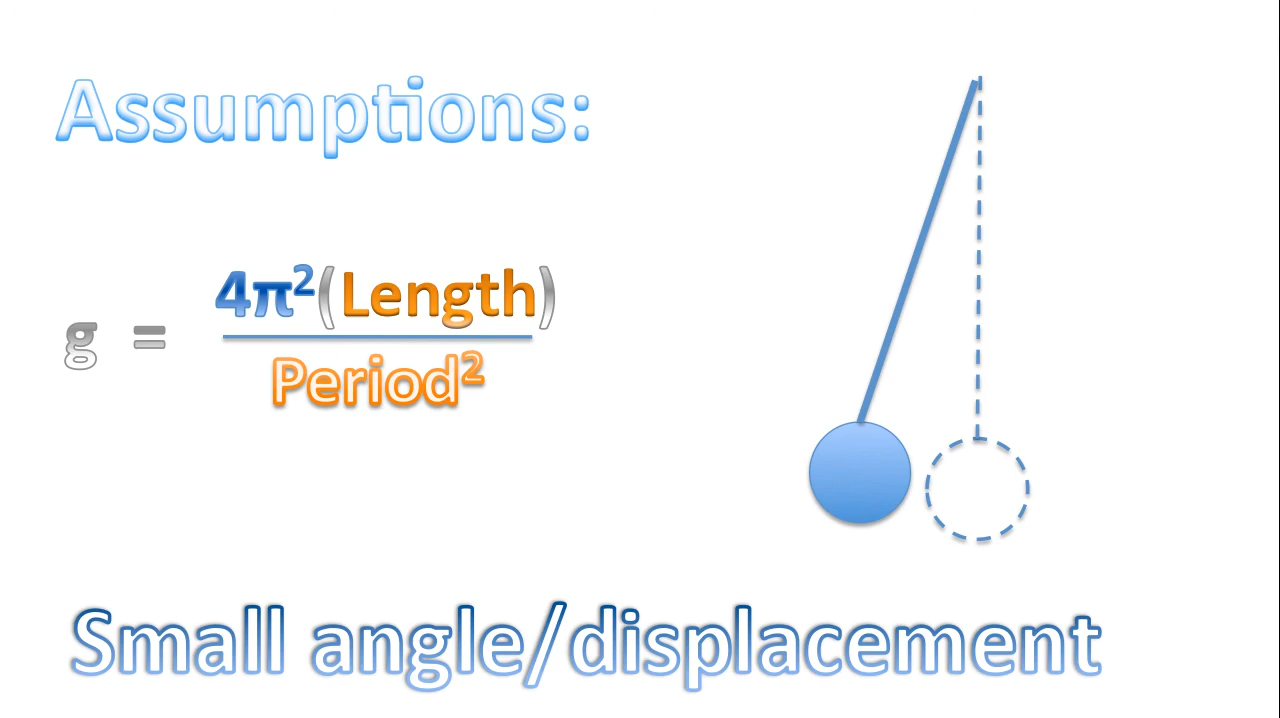 Assumptions:
g = 4π²(Length)
Period²
Small angle/displacement